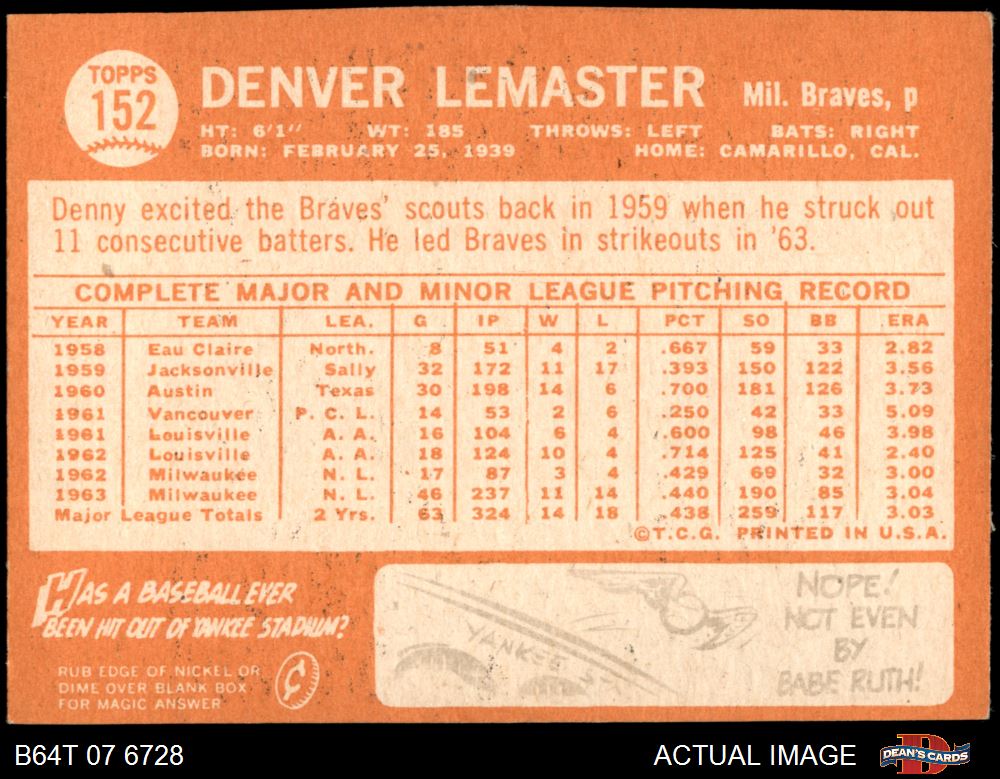 TOPPS
152
DENVER LEMASTER Mil. Braves, p
HT: 6'1" WT: 185 THROWS: LEFT BATS: RIGHT
BORN: FEBRUARY 25, 1939 HOME: CAMARILLO, CAL.
Denny excited the Braves' scouts back in 1959 when he struck out
11 consecutive batters. He led Braves in strikeouts in '63.
COMPLETE MAJOR AND MINOR LEAGUE PITCHING RECORD
YEAR TEAM LEA. G IP W L PCT SO BB ERA
1958 Eau Claire North. 8 51 4 2 .667 59 33 2.82
1959 Jacksonville Sally 32 172 11 17 .393 150 122 3.56
1960 Austin Texas 30 198 14 6 .700 181 126 3.73
1961 Vancouver P. C. L. 14 53 2 6 .250 42 33 5.09
1961 Louisville A. A. 16 104 6 4 .600 98 46 3.98
1962 Louisville A. A. 18 124 10 4 .714 125 41 2.40
1962 Milwaukee N. L. 17 87 3 4 .429 69 32 3.00
1963 Milwaukee N. L. 46 237 11 14 .440 190 85 3.04
Major League Totals 2 Yrs. 63 324 14 18 .438 259 117 3.03
©T.C.G. PRINTED IN U.S.A.
HAS A BASEBALL EVER
BEEN HIT OUT OF YANKEE STADIUM?
RUB EDGE OF NICKEL OR
DIME OVER BLANK BOX
FOR MAGIC ANSWER
YANKEE
NOPE!
NOT EVEN
BY
BABE RUTH!
B64T 07 6728 ACTUAL IMAGE DEAN'S CARDS